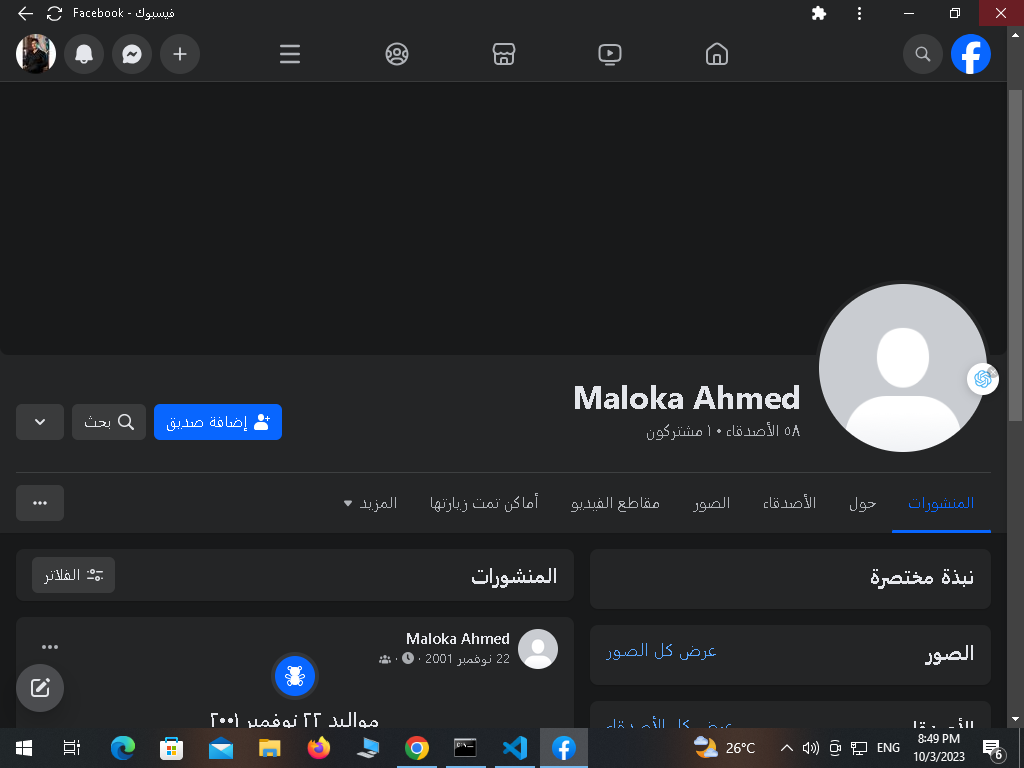 Facebook - فيسبوك
Maloka Ahmed
٥٨ الأصدقاء • ١ مشتركون
إضافة صديق
بحث
المنشورات
حول
الأصدقاء
الصور
مقاطع الفيديو
أماكن تمت زيارتها
المزيد
نبذة مختصرة
المنشورات
الفلاتر
الصور
عرض كل الصور
Maloka Ahmed
22 نوفمبر 2001
مواليد ٢٢ نوفمبر ٢٠٠١
الأصدقاء
عرض كل الأصدقاء
26°C
ENG
8:49 PM
10/3/2023
6